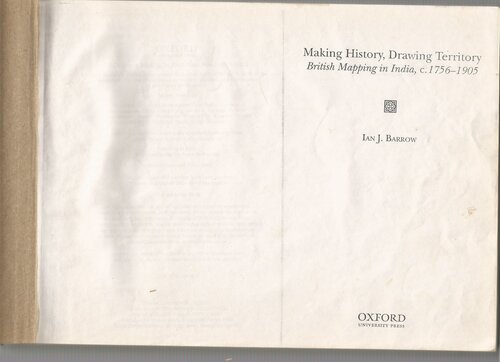 Making History, Drawing Territory
British Mapping in India, c.1756–1905
IAN J. BARROW
OXFORD
UNIVERSITY PRESS